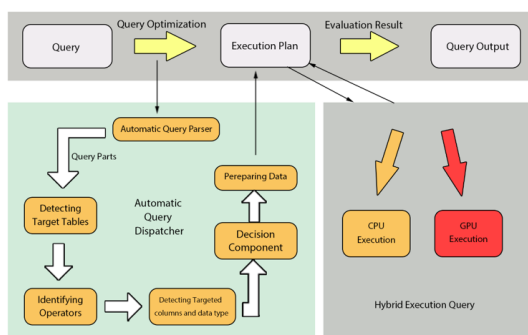 Query Optimization
Evaluation Result
Query
Execution Plan
Query Output
Automatic Query Parser
Query Parts
Pereparing Data
Detecting
Target Tables
Automatic
Query
Dispatcher
Decision
Component
Identifying
Operators
Detecting Targeted
columns and data type
CPU
Execution
GPU
Execution
Hybrid Execution Query